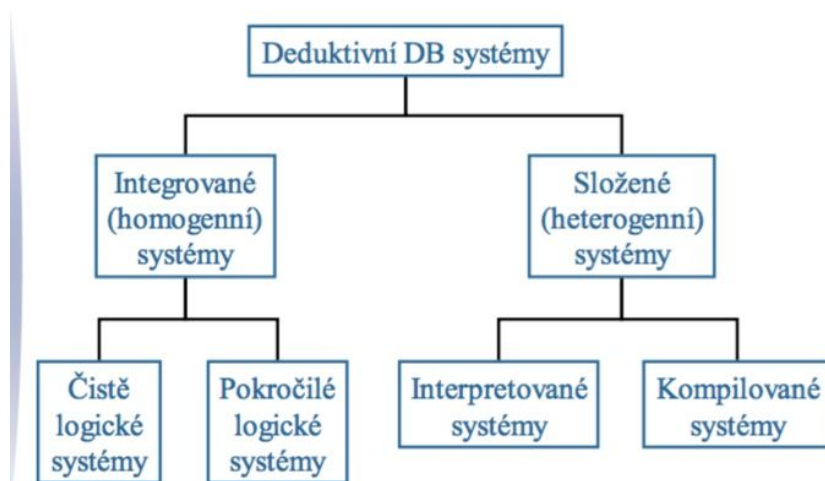 Deduktivní DB systémy
Integrované
(homogenní)
systémy
Složené
(heterogenní)
systémy
Čistě
logické
systémy
Pokročilé
logické
systémy
Interpretované
systémy
Kompilované
systémy